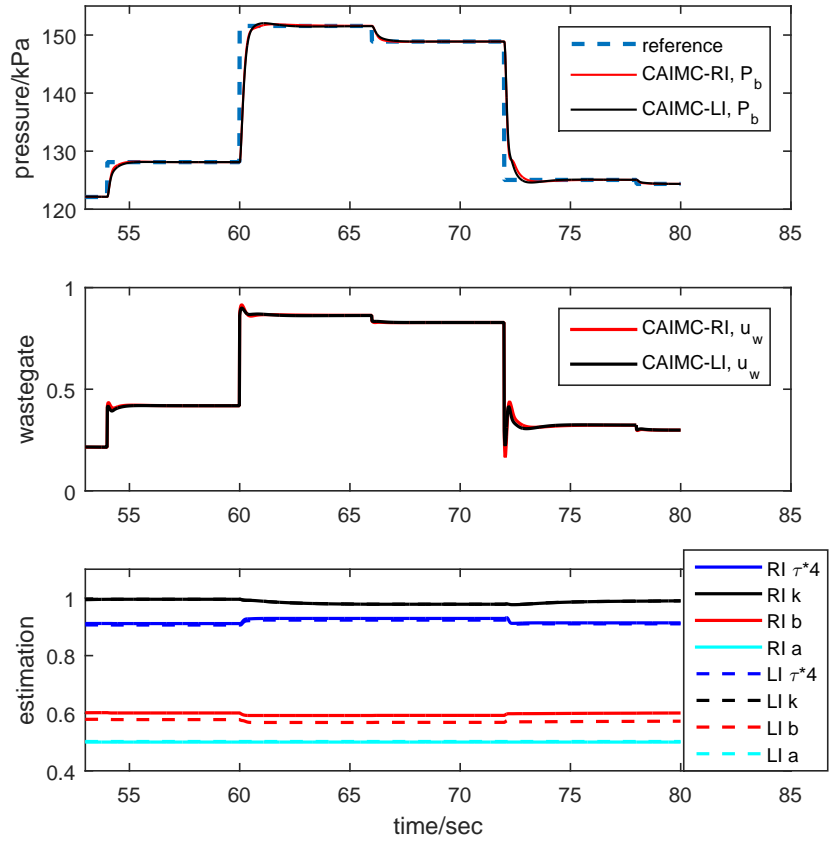 150
140
130
120
pressure/kPa
reference
CAIMC-RI, P_b
CAIMC-LI, P_b
55 60 65 70 75 80 85
1
0.5
0
wastegate
CAIMC-RI, u_w
CAIMC-LI, u_w
55 60 65 70 75 80 85
1
0.8
0.6
0.4
estimation
RI τ*4
RI k
RI b
RI a
LI τ*4
LI k
LI b
LI a
55 60 65 70 75 80 85
time/sec